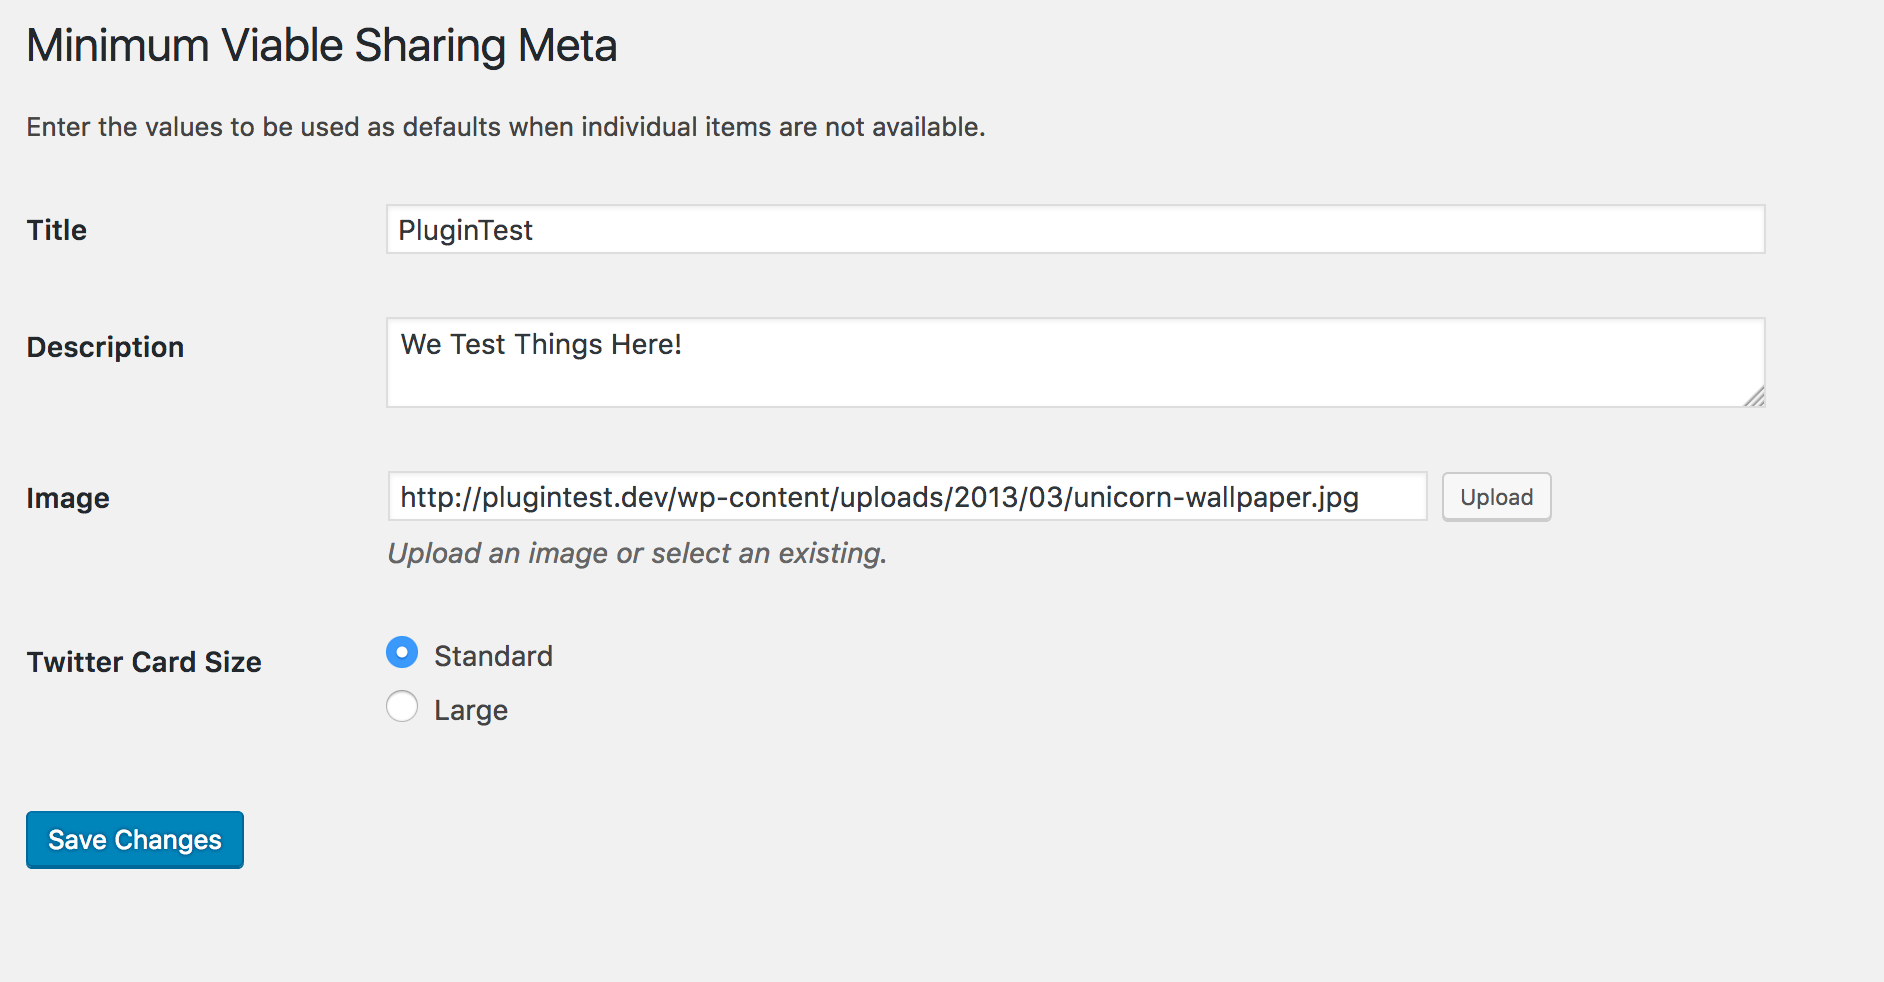 Minimum Viable Sharing Meta
Enter the values to be used as defaults when individual items are not available.
Title
PluginTest
Description
We Test Things Here!
Image
http://plugintest.dev/wp-content/uploads/2013/03/unicorn-wallpaper.jpg
Upload
Upload an image or select an existing.
Twitter Card Size
Standard
Large
Save Changes